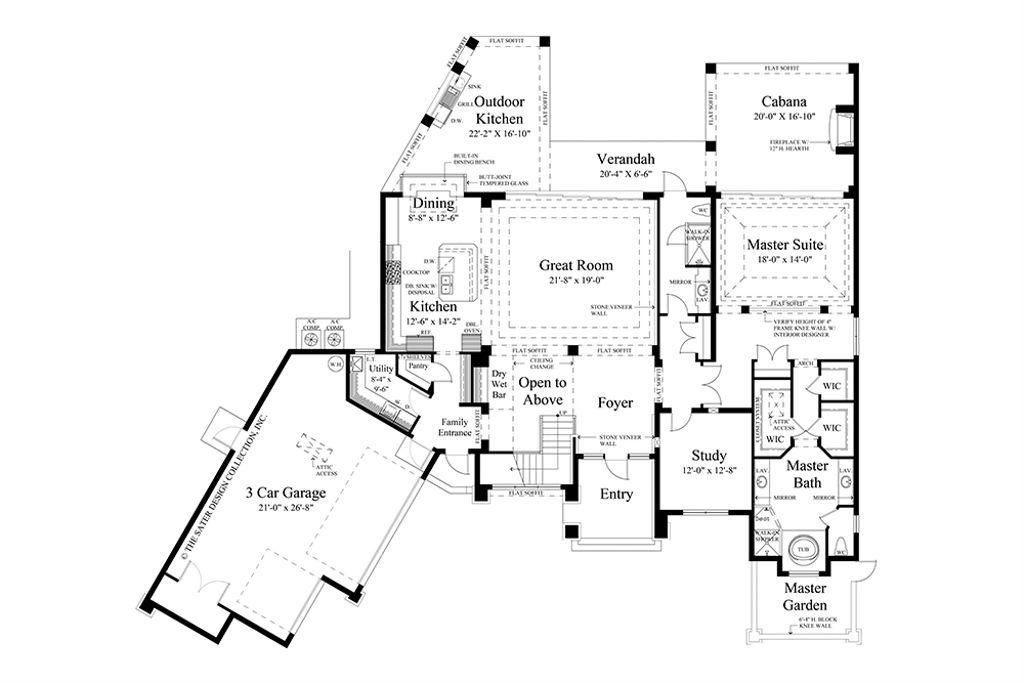 FLAT SOFFIT
FLAT SOFFIT
SINK
GRILL
D.W.
Outdoor
Kitchen
22'-2" X 16'-10"
FLAT SOFFIT
FLAT SOFFIT
BUILT-IN
DINING BENCH
BUTT-JOINT
TEMPERED GLASS
Verandah
20'-4" X 6'-6"
FLAT SOFFIT
FLAT SOFFIT
Cabana
20'-0" X 16'-10"
FIREPLACE W/
12" H. HEARTH
Dining
8'-8" X 12'-6"
FLAT SOFFIT
D.W.
COOKTOP
DB. SINK W/
DISPOSAL
Kitchen
12'-6" X 14'-2"
REF.
DBL.
OVEN
Great Room
21'-8" X 19'-0"
STONE VENEER
WALL
WC
WALK-IN
SHOWER
MIRROR
LAV.
Master Suite
18'-0" X 14'-0"
FLAT SOFFIT
VERIFY HEIGHT OF 4"
FRAME KNEE WALL W/
INTERIOR DESIGNER
A/C
COMP.
A/C
COMP.
W.H.
L.T.
Utility
8'-4" X
9'-6"
W.
D.
SHELVES
Pantry
Dry
Wet
Bar
FLAT SOFFIT
FLAT SOFFIT
CEILING
CHANGE
Open to
Above
UP
Foyer
FLAT SOFFIT
STONE VENEER
WALL
Family
Entrance
FLAT SOFFIT
FLAT SOFFIT
Entry
Study
12'-0" X 12'-8"
ARCH
CLOSET SYSTEM
ATTIC
ACCESS
WIC
WIC
WIC
Master
Bath
LAV.
LAV.
MIRROR
MIRROR
Seat
WALK-IN
SHOWER
TUB
WC
Master
Garden
6'-4" H. BLOCK
KNEE WALL
ATTIC
ACCESS
3 Car Garage
21'-0" X 26'-8"
© THE SATER DESIGN COLLECTION, INC.